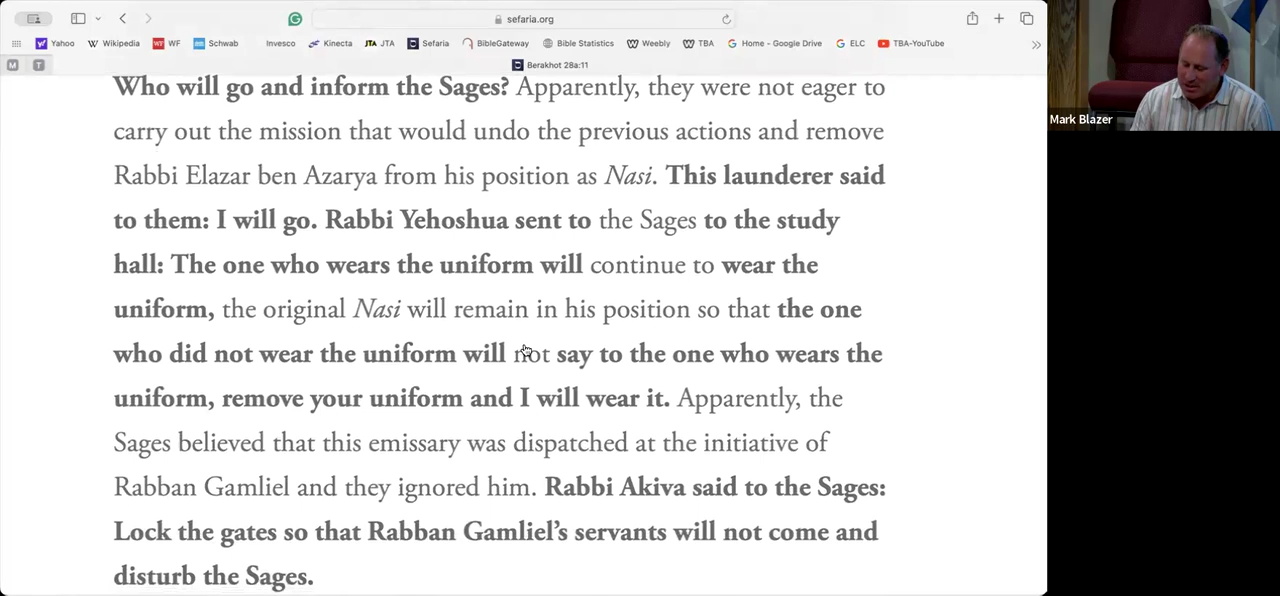 sefaria.org
Yahoo
Wikipedia
WF WF
Schwab
Invesco
Kinecta
JTA JTA
Sefaria
BibleGateway
Bible Statistics
Weebly
TBA
Home - Google Drive
ELC
TBA-YouTube
M
T
Berakhot 28a:11
Who will go and inform the Sages? Apparently, they were not eager to
carry out the mission that would undo the previous actions and remove
Rabbi Elazar ben Azarya from his position as Nasi. This launderer said
to them: I will go. Rabbi Yehoshua sent to the Sages to the study
hall: The one who wears the uniform will continue to wear the
uniform, the original Nasi will remain in his position so that the one
who did not wear the uniform will not say to the one who wears the
uniform, remove your uniform and I will wear it. Apparently, the
Sages believed that this emissary was dispatched at the initiative of
Rabban Gamliel and they ignored him. Rabbi Akiva said to the Sages:
Lock the gates so that Rabban Gamliel’s servants will not come and
disturb the Sages.
Mark Blazer